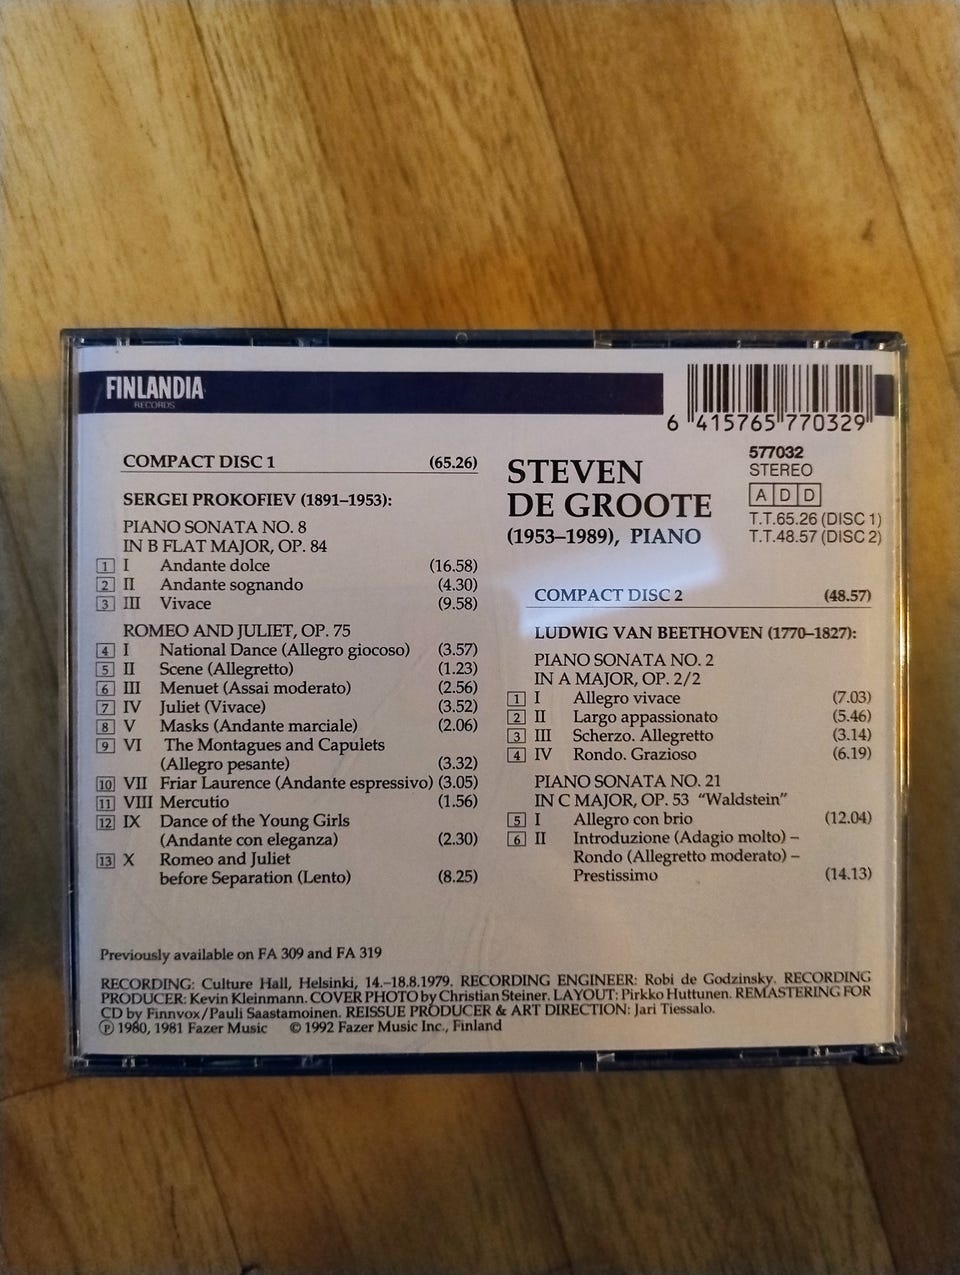 FINLANDIA
RECORDS
6 415765 770329
COMPACT DISC 1 (65.26)
SERGEI PROKOFIEV (1891–1953):
PIANO SONATA NO. 8
IN B FLAT MAJOR, OP. 84
1 I Andante dolce (16.58)
2 II Andante sognando (4.30)
3 III Vivace (9.58)
ROMEO AND JULIET, OP. 75
4 I National Dance (Allegro giocoso) (3.57)
5 II Scene (Allegretto) (1.23)
6 III Menuet (Assai moderato) (2.56)
7 IV Juliet (Vivace) (3.52)
8 V Masks (Andante marciale) (2.06)
9 VI The Montagues and Capulets
(Allegro pesante) (3.32)
10 VII Friar Laurence (Andante espressivo) (3.05)
11 VIII Mercutio (1.56)
12 IX Dance of the Young Girls
(Andante con eleganza) (2.30)
13 X Romeo and Juliet
before Separation (Lento) (8.25)
STEVEN
DE GROOTE
(1953–1989), PIANO
577032
STEREO
A D D
T.T.65.26 (DISC 1)
T.T.48.57 (DISC 2)
COMPACT DISC 2 (48.57)
LUDWIG VAN BEETHOVEN (1770–1827):
PIANO SONATA NO. 2
IN A MAJOR, OP. 2/2
1 I Allegro vivace (7.03)
2 II Largo appassionato (5.46)
3 III Scherzo. Allegretto (3.14)
4 IV Rondo. Grazioso (6.19)
PIANO SONATA NO. 21
IN C MAJOR, OP. 53 "Waldstein"
5 I Allegro con brio (12.04)
6 II Introduzione (Adagio molto) –
Rondo (Allegretto moderato) –
Prestissimo (14.13)
Previously available on FA 309 and FA 319
RECORDING: Culture Hall, Helsinki, 14.–18.8.1979. RECORDING ENGINEER: Robi de Godzinsky. RECORDING
PRODUCER: Kevin Kleinmann. COVER PHOTO by Christian Steiner. LAYOUT: Pirkko Huttunen. REMASTERING FOR
CD by Finnvox/Pauli Saastamoinen. REISSUE PRODUCER & ART DIRECTION: Jari Tiessalo.
Ⓟ 1980, 1981 Fazer Music © 1992 Fazer Music Inc., Finland